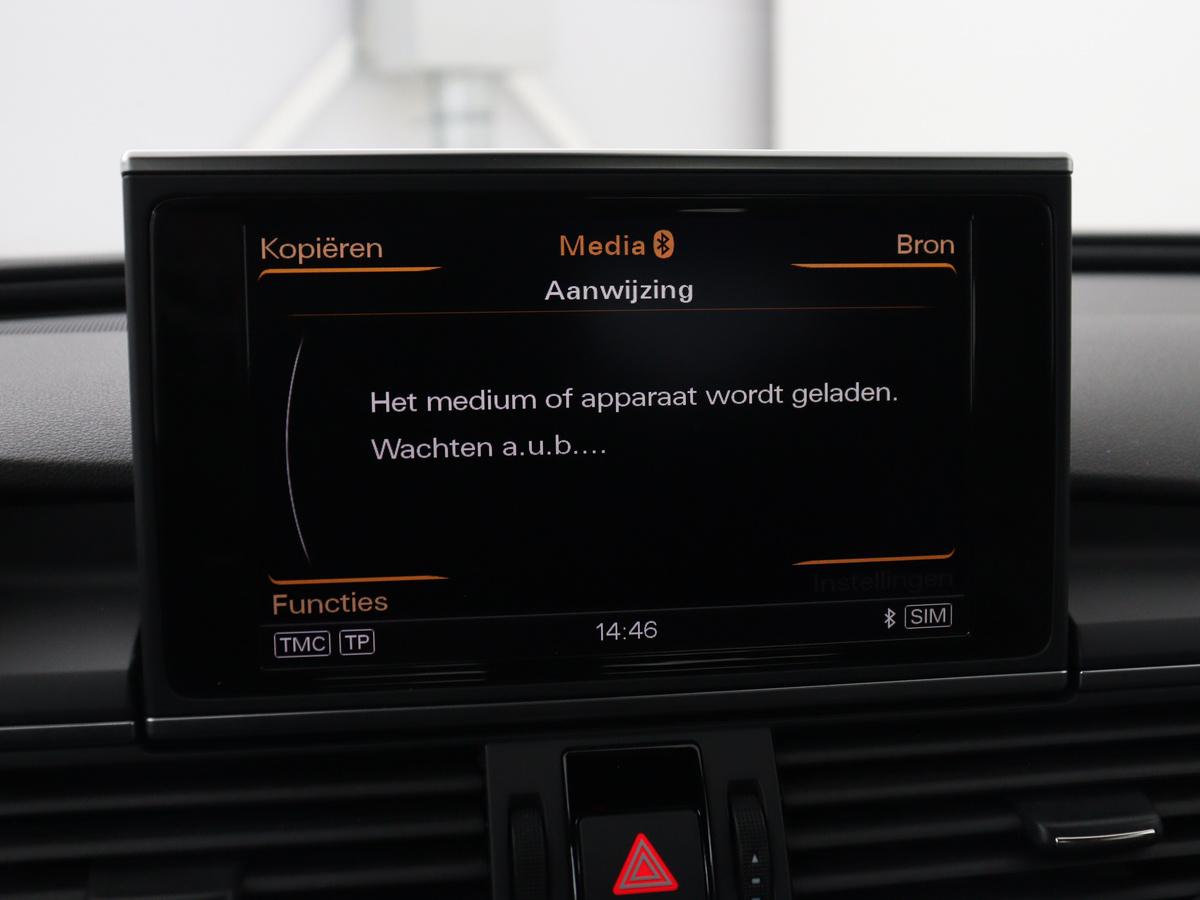 Kopiëren
Media
Bron
Aanwijzing
Het medium of apparaat wordt geladen.
Wachten a.u.b....
Instellingen
Functies
TMC TP
14:46
SIM